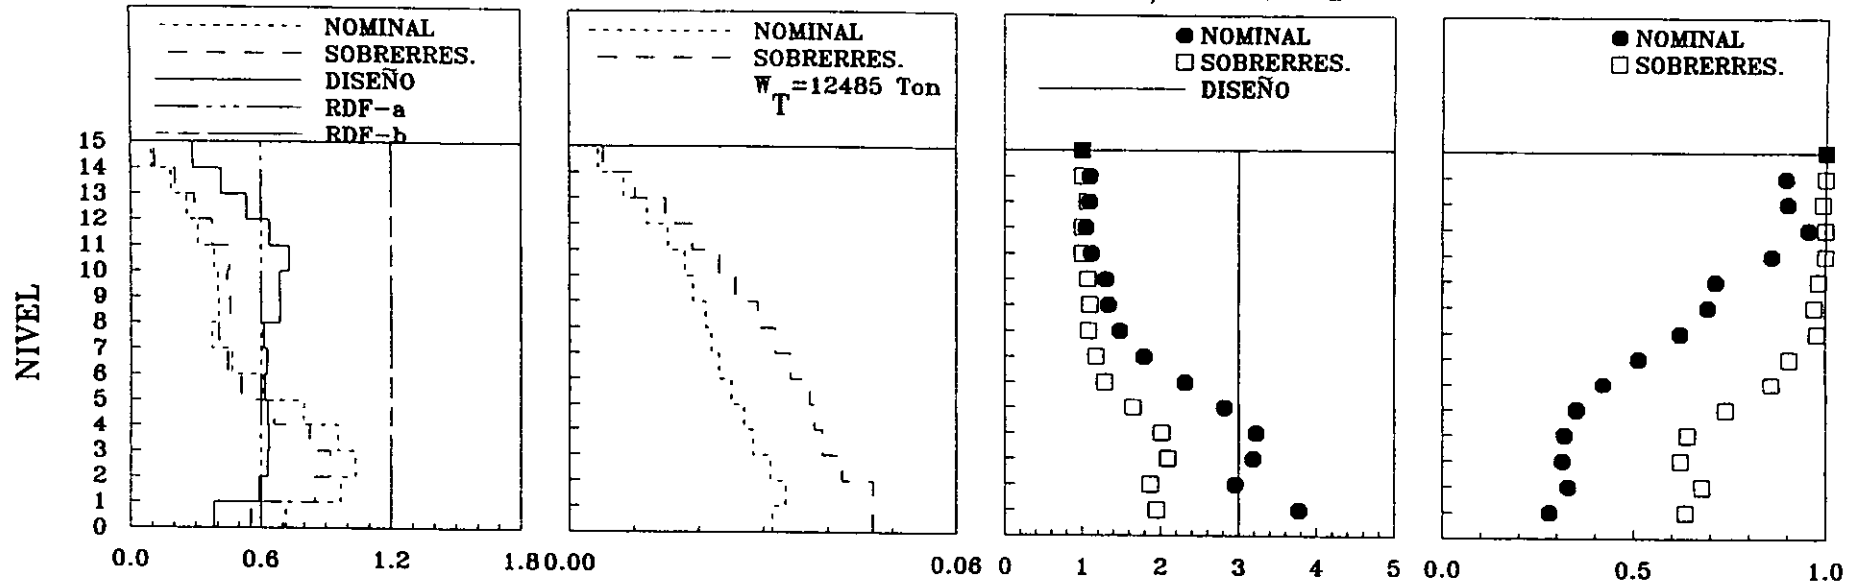 NOMINAL
SOBRERRES.
DISEÑO
RDF-a
RDF-b
NOMINAL
SOBRERRES.
W_T=12485 Ton
NOMINAL
SOBRERRES.
DISEÑO
NOMINAL
SOBRERRES.
NIVEL
15
14
13
12
11
10
9
8
7
6
5
4
3
2
1
0
0.0 0.6 1.2 1.8
0.00 0.08
0 1 2 3 4 5
0.0 0.5 1.0